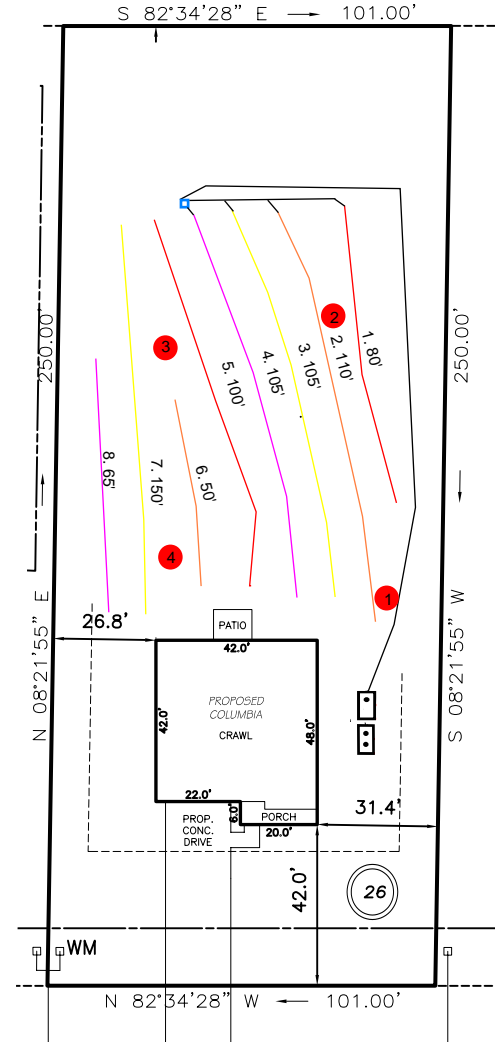 S 82°34'28" E 101.00'
250.00'
N 08°21'55" E
250.00'
S 08°21'55" W
2
3
1. 80'
2. 110'
3. 105'
4. 105'
5. 100'
6. 50'
7. 150'
8. 65'
4
1
26.8'
PATIO
42.0'
PROPOSED
COLUMBIA
CRAWL
42.0'
48.0'
22.0'
6.0'
PORCH
20.0'
PROP.
CONC.
DRIVE
31.4'
42.0'
26
WM
N 82°34'28" W 101.00'